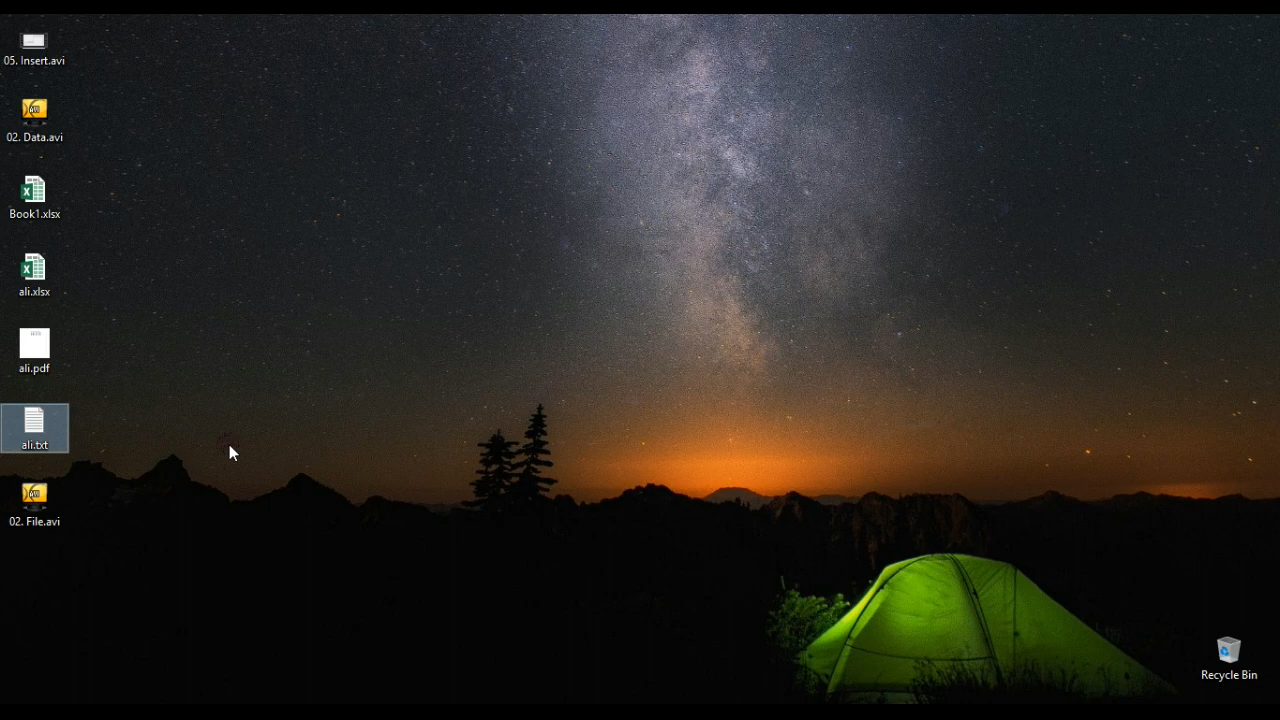 05. Insert.avi
02. Data.avi
Book1.xlsx
ali.xlsx
ali.pdf
ali.txt
02. File.avi
Recycle Bin